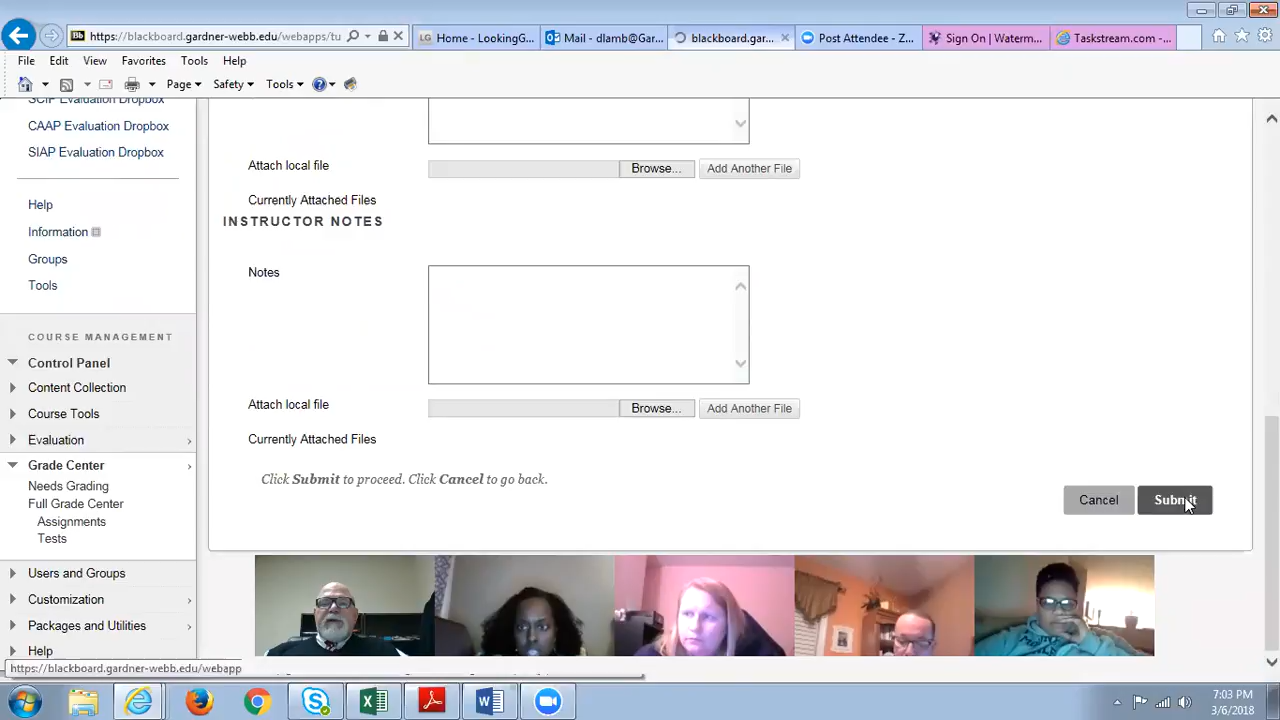 https://blackboard.gardner-webb.edu/webapps/tu
Home - LookingG...
Mail - dlamb@Gar...
blackboard.gar...
Post Attendee - Z...
Sign On | Waterm...
Taskstream.com -...
File Edit View Favorites Tools Help
Page Safety Tools
SCIP Evaluation Dropbox
CAAP Evaluation Dropbox
SIAP Evaluation Dropbox
Help
Information
Groups
Tools
COURSE MANAGEMENT
Control Panel
Content Collection
Course Tools
Evaluation
Grade Center
Needs Grading
Full Grade Center
Assignments
Tests
Users and Groups
Customization
Packages and Utilities
Help
https://blackboard.gardner-webb.edu/webapp
Attach local file Browse... Add Another File
Currently Attached Files
INSTRUCTOR NOTES
Notes
Attach local file Browse... Add Another File
Currently Attached Files
Click Submit to proceed. Click Cancel to go back.
Cancel Submit
7:03 PM
3/6/2018